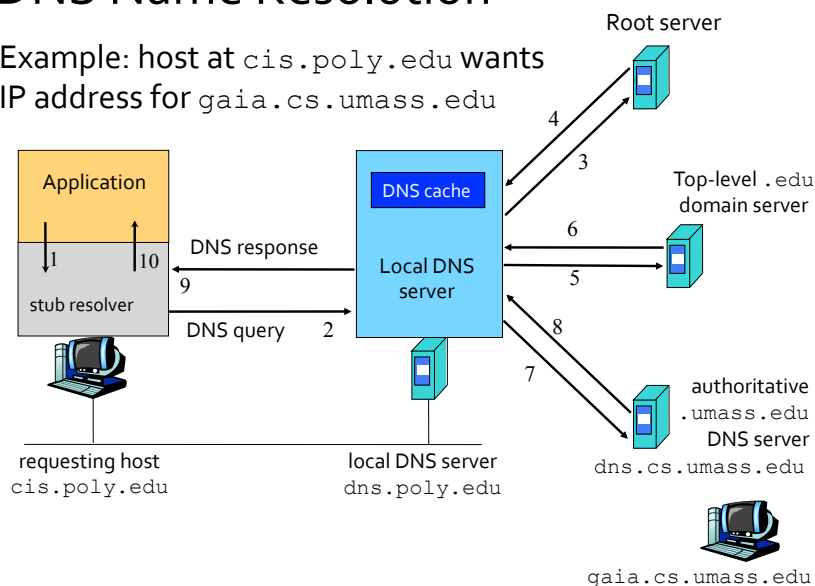 DNS Name Resolution
Example: host at cis.poly.edu wants
IP address for gaia.cs.umass.edu
Root server
4
3
Application
DNS cache
Top-level .edu
domain server
1
10
DNS response
9
6
5
Local DNS
server
stub resolver
DNS query
2
8
7
authoritative
.umass.edu
DNS server
dns.cs.umass.edu
requesting host
cis.poly.edu
local DNS server
dns.poly.edu
gaia.cs.umass.edu